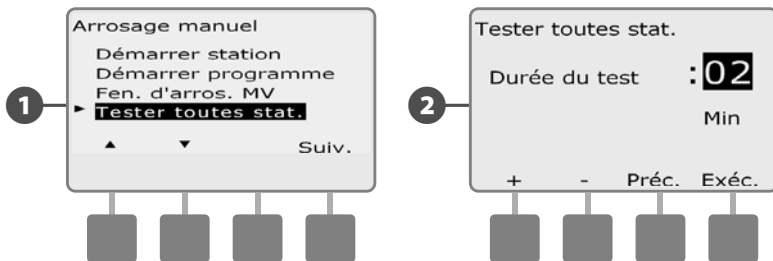 1
Arrosage manuel
Démarrer station
Démarrer programme
Fen. d'arros. MV
► Tester toutes stat.
▲ ▼ Suiv.
2
Tester toutes stat.
Durée du test :02
Min
+ - Préc. Exéc.